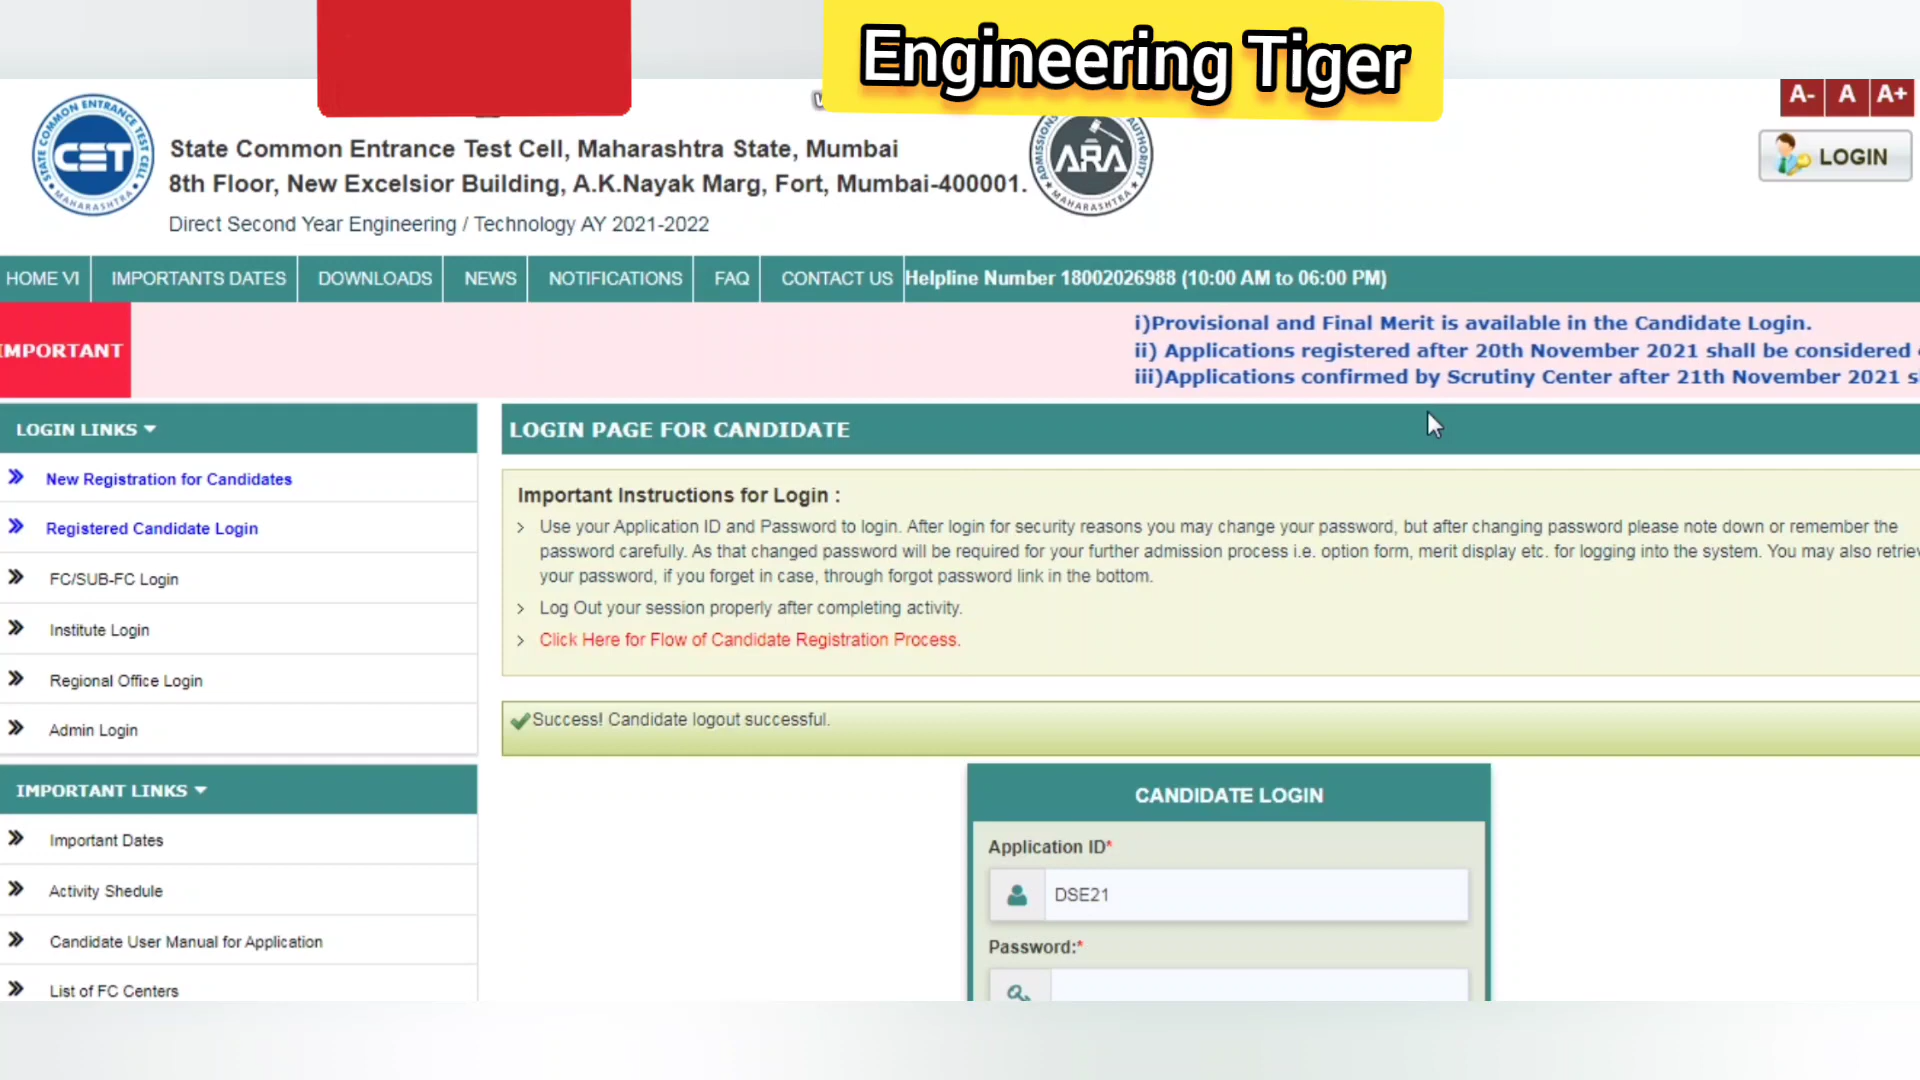 Engineering Tiger
A- A A+
STATE COMMON ENTRANCE TEST CELL
CET
MAHARASHTRA
State Common Entrance Test Cell, Maharashtra State, Mumbai
8th Floor, New Excelsior Building, A.K.Nayak Marg, Fort, Mumbai-400001.
Direct Second Year Engineering / Technology AY 2021-2022
ARA
MAHARASHTRA
LOGIN
HOME VI IMPORTANTS DATES DOWNLOADS NEWS NOTIFICATIONS FAQ CONTACT US Helpline Number 18002026988 (10:00 AM to 06:00 PM)
IMPORTANT
i)Provisional and Final Merit is available in the Candidate Login.
ii) Applications registered after 20th November 2021 shall be considered
iii)Applications confirmed by Scrutiny Center after 21th November 2021 s
LOGIN LINKS
New Registration for Candidates
Registered Candidate Login
FC/SUB-FC Login
Institute Login
Regional Office Login
Admin Login
IMPORTANT LINKS
Important Dates
Activity Shedule
Candidate User Manual for Application
List of FC Centers
LOGIN PAGE FOR CANDIDATE
Important Instructions for Login :
Use your Application ID and Password to login. After login for security reasons you may change your password, but after changing password please note down or remember the
password carefully. As that changed password will be required for your further admission process i.e. option form, merit display etc. for logging into the system. You may also retriev
your password, if you forget in case, through forgot password link in the bottom.
Log Out your session properly after completing activity.
Click Here for Flow of Candidate Registration Process.
Success! Candidate logout successful.
CANDIDATE LOGIN
Application ID*
DSE21
Password:*